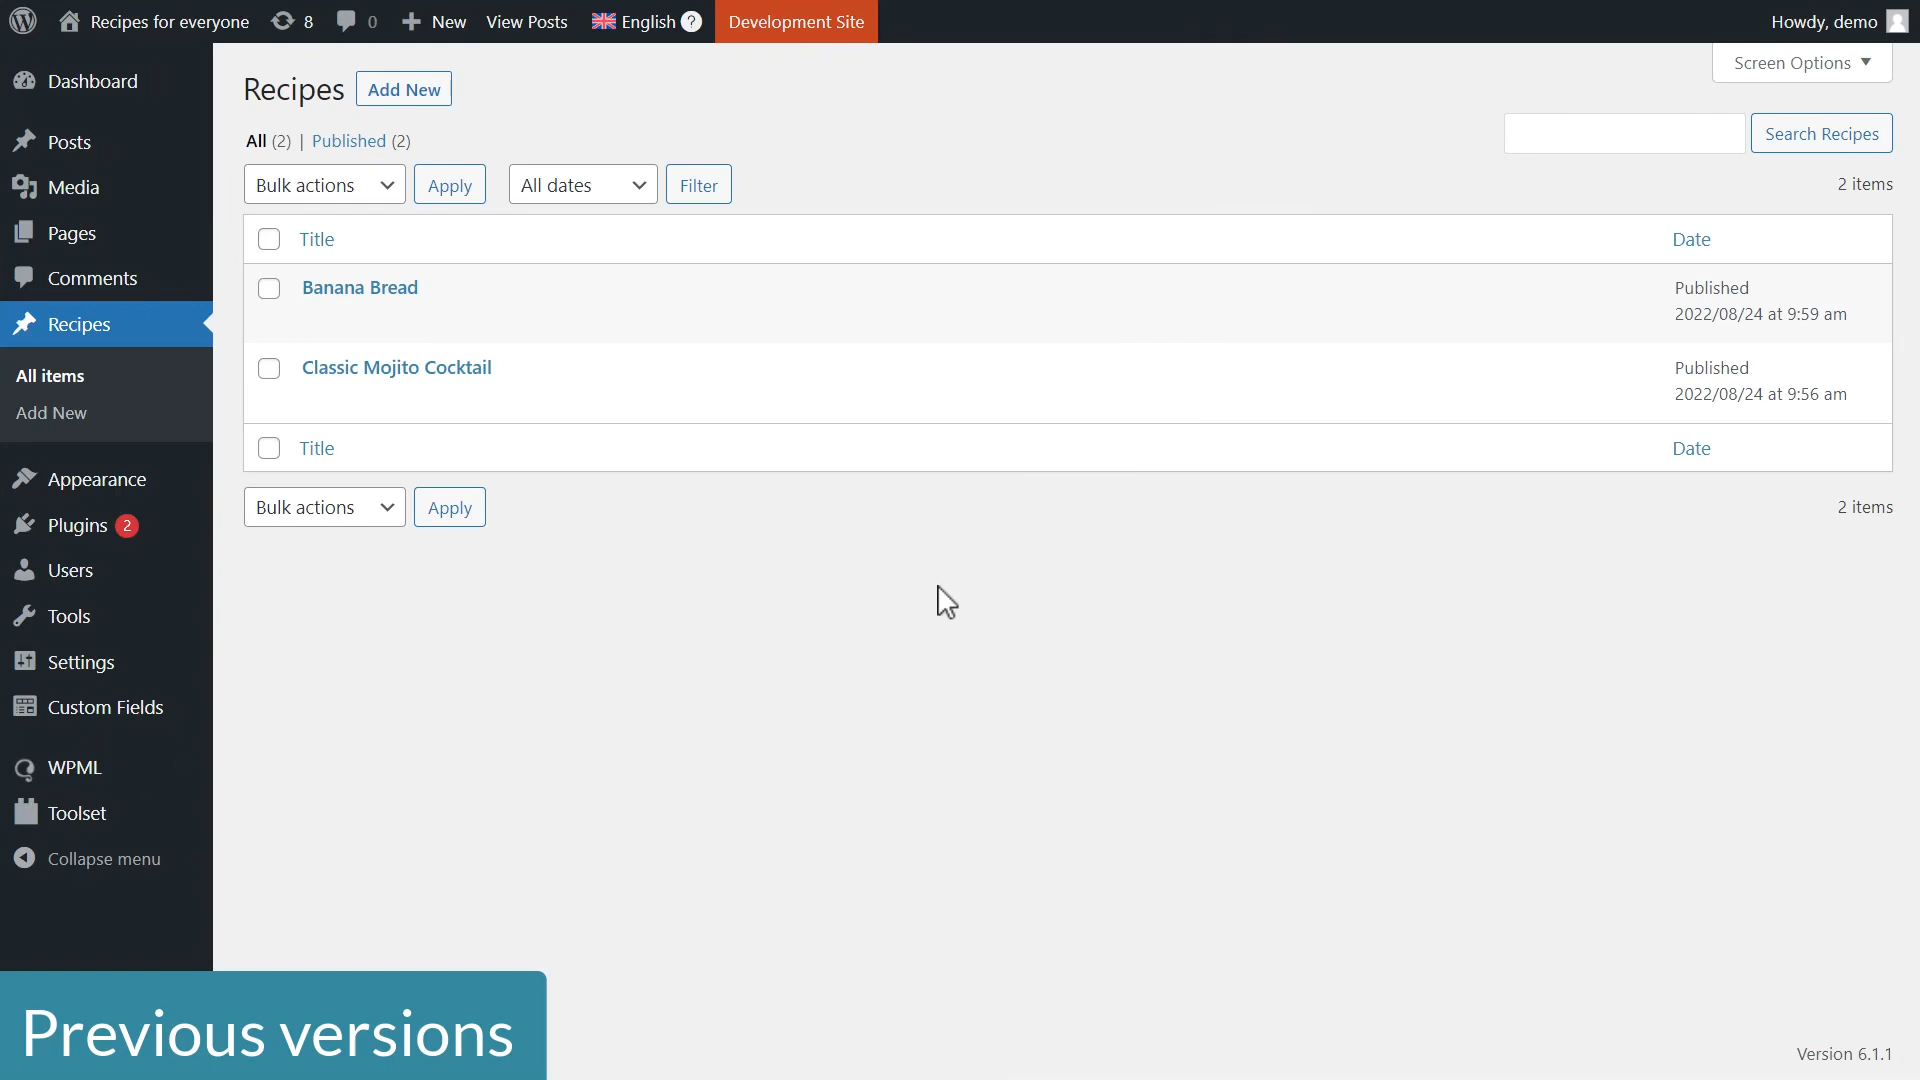 Recipes for everyone 8 0 New View Posts English ? Development Site Howdy, demo
Screen Options
Dashboard
Posts
Media
Pages
Comments
Recipes
All items
Add New
Appearance
Plugins 2
Users
Tools
Settings
Custom Fields
WPML
Toolset
Collapse menu
Recipes Add New
All (2) | Published (2)
Search Recipes
Bulk actions Apply All dates Filter 2 items
Title Date
Banana Bread Published
2022/08/24 at 9:59 am
Classic Mojito Cocktail Published
2022/08/24 at 9:56 am
Title Date
Bulk actions Apply 2 items
Previous versions
Version 6.1.1